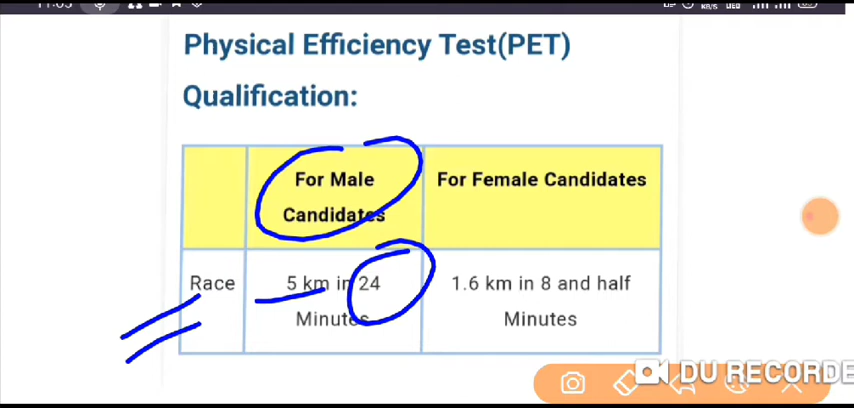 Physical Efficiency Test(PET)
Qualification:
For Male
Candidates
For Female Candidates
Race
5 km in 24
Minutes
1.6 km in 8 and half
Minutes
DU RECORDE